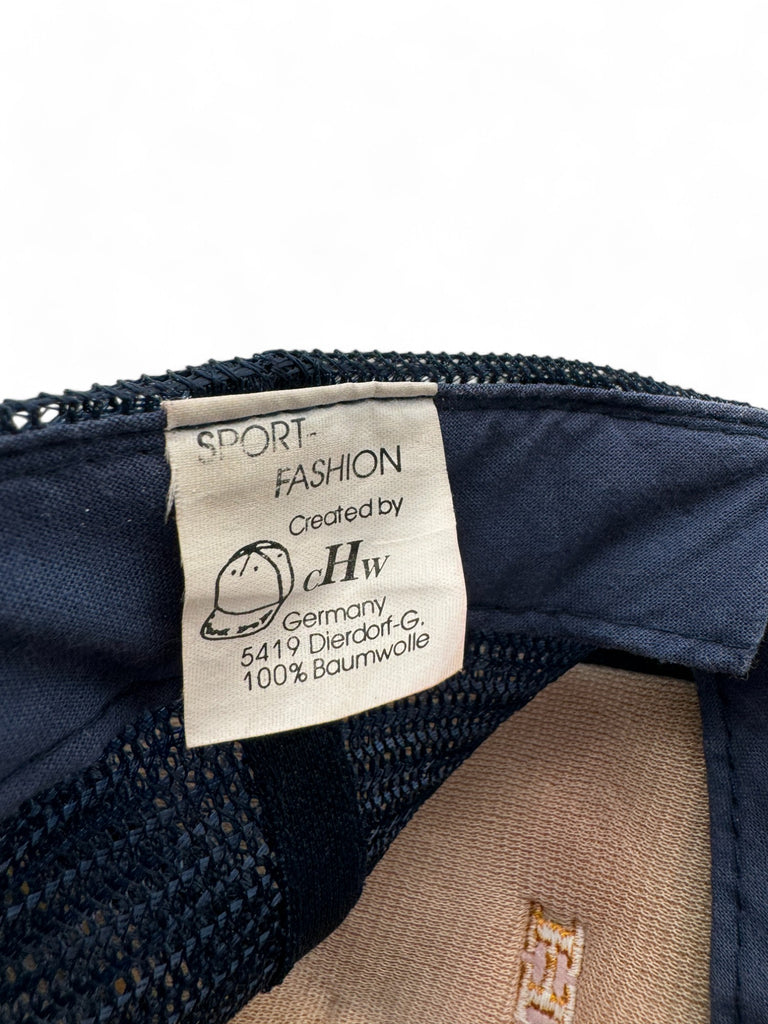 SPORT-
FASHION
Created by
cHw
Germany
5419 Dierdorf-G.
100% Baumwolle